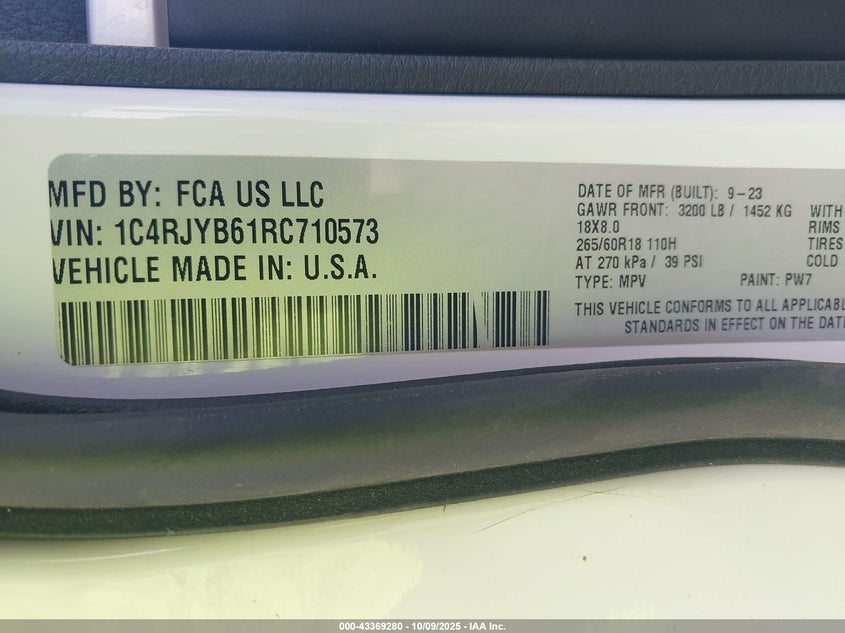 MFD BY: FCA US LLC
VIN: 1C4RJYB61RC710573
VEHICLE MADE IN: U.S.A.
DATE OF MFR (BUILT): 9-23
GAWR FRONT: 3200 LB / 1452 KG WITH
18X8.0 RIMS
265/60R18 110H TIRES
AT 270 kPa / 39 PSI COLD
TYPE: MPV PAINT: PW7
THIS VEHICLE CONFORMS TO ALL APPLICABL
STANDARDS IN EFFECT ON THE DATE
000-43369280 - 10/09/2025 - IAA Inc.